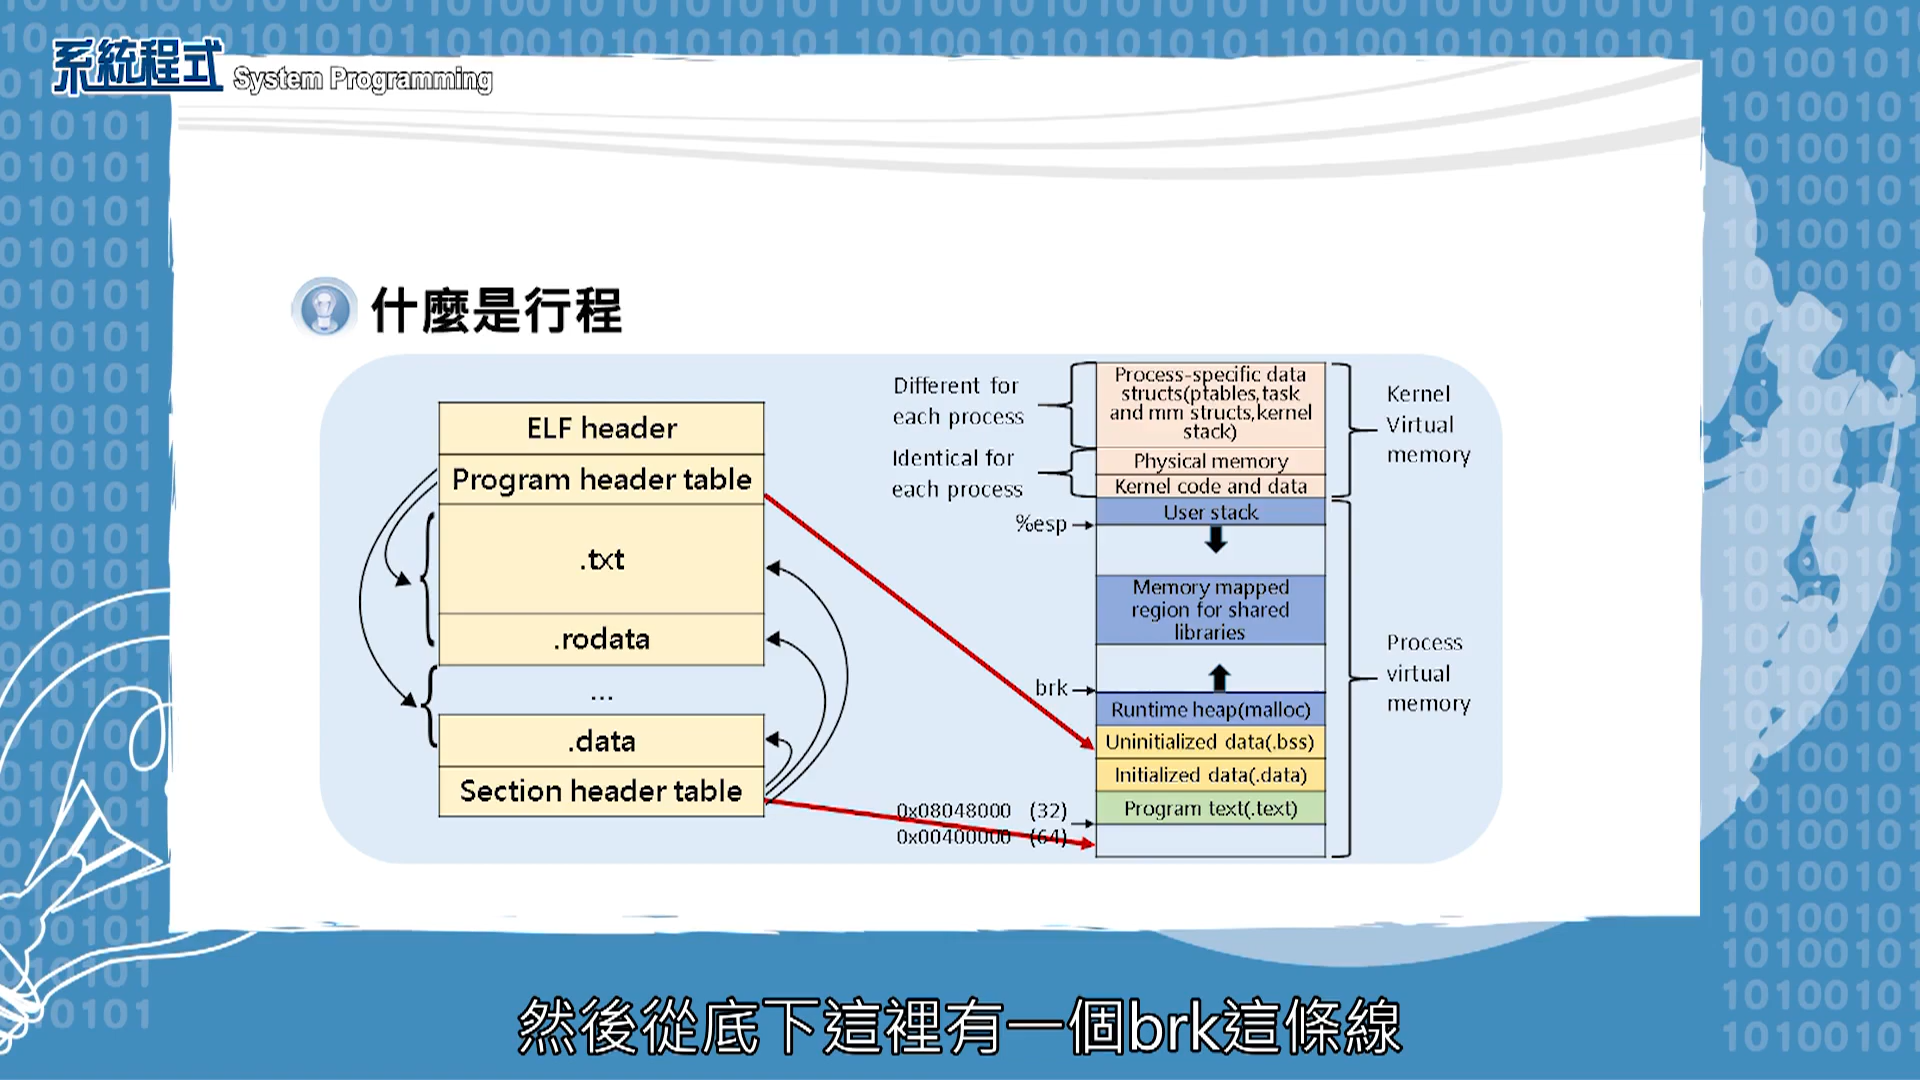 系統程式 System Programming
什麼是行程
ELF header
Program header table
.txt
.rodata
...
.data
Section header table
Different for
each process
Identical for
each process
%esp
brk
0x08048000 (32)
0x00400000 (64)
Process-specific data
structs(ptables,task
and mm structs,kernel
stack)
Physical memory
Kernel code and data
User stack
Memory mapped
region for shared
libraries
Runtime heap(malloc)
Uninitialized data(.bss)
Initialized data(.data)
Program text(.text)
Kernel
Virtual
memory
Process
virtual
memory
然後從底下這裡有一個brk這條線